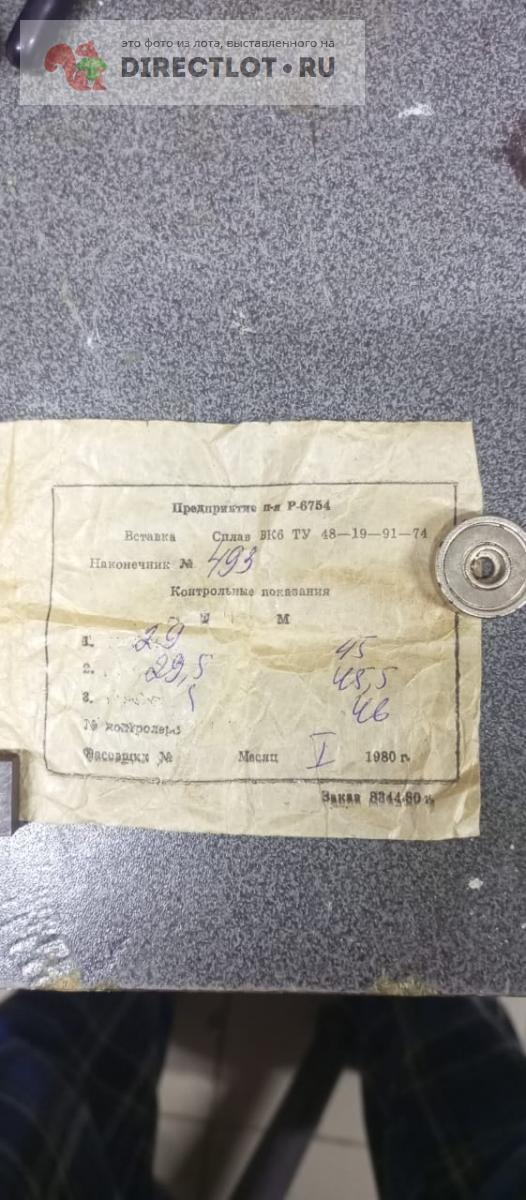 это фото из лота, выставленного на
DIRECTLOT.RU
Предприятие п-я Р-6754
Вставка Сплав ВК6 ТУ 48—19—91—74
Наконечник № 493
Контрольные показания
М
1. 29 45
2. 29,5 45,5
3. 46
№ контролера
Фасовщик № Месяц V 1980 г.
Заказ 8344-80 г.